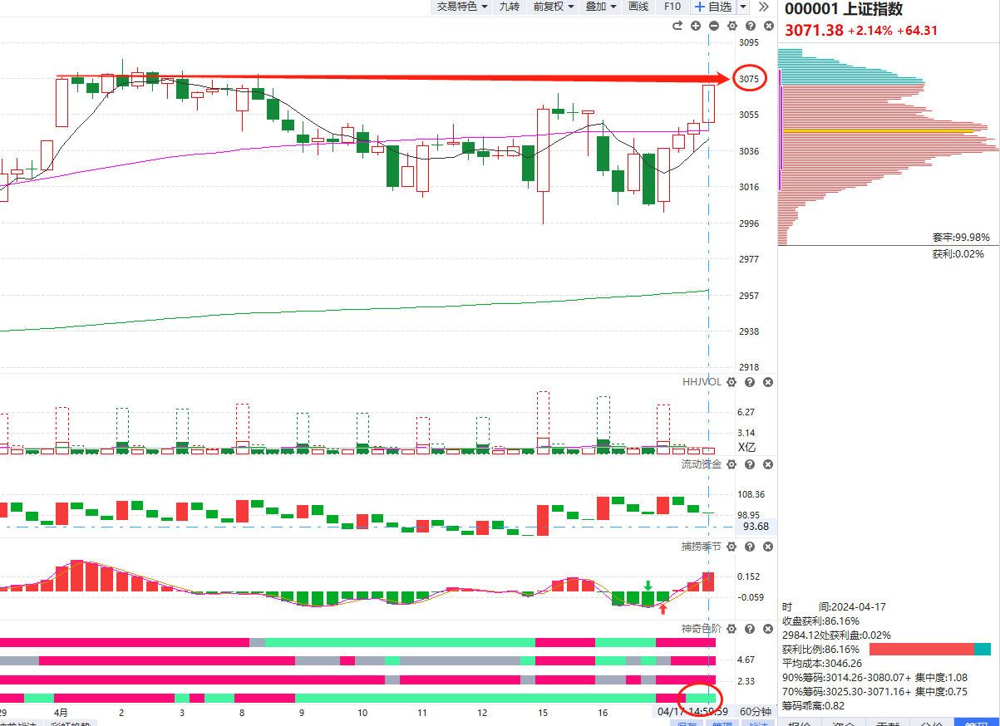 交易特色 九转 前复权 叠加 画线 F10 自选
000001 上证指数
3071.38 +2.14% +64.31
3095
3075
3055
3036
3016
2996
2977
2957
2938
2918
套牢:99.98%
获利:0.02%
HHJVOL
6.27
3.14
X亿
流动资金
108.36
98.95
93.68
捕捞季节
0.152
-0.059
神奇色阶
4.67
2.33
时 间:2024-04-17
收盘获利:86.16%
2984.12处获利盘:0.02%
获利比例:86.16%
平均成本:3046.26
90%筹码:3014.26-3080.07+ 集中度:1.08
70%筹码:3025.30-3071.16+ 集中度:0.75
筹码乖离:0.82
29 4月 2 3 8 9 10 11 12 15 16 04/17 14:59:59 60分钟